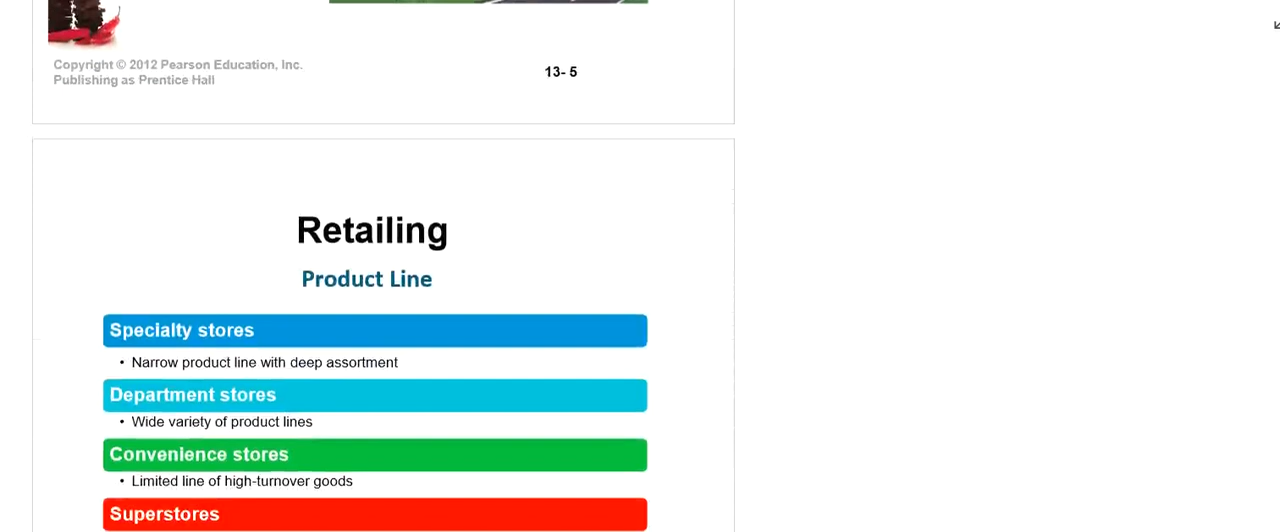 Copyright © 2012 Pearson Education, Inc.
Publishing as Prentice Hall
13- 5
Retailing
Product Line
Specialty stores
• Narrow product line with deep assortment
Department stores
• Wide variety of product lines
Convenience stores
• Limited line of high-turnover goods
Superstores